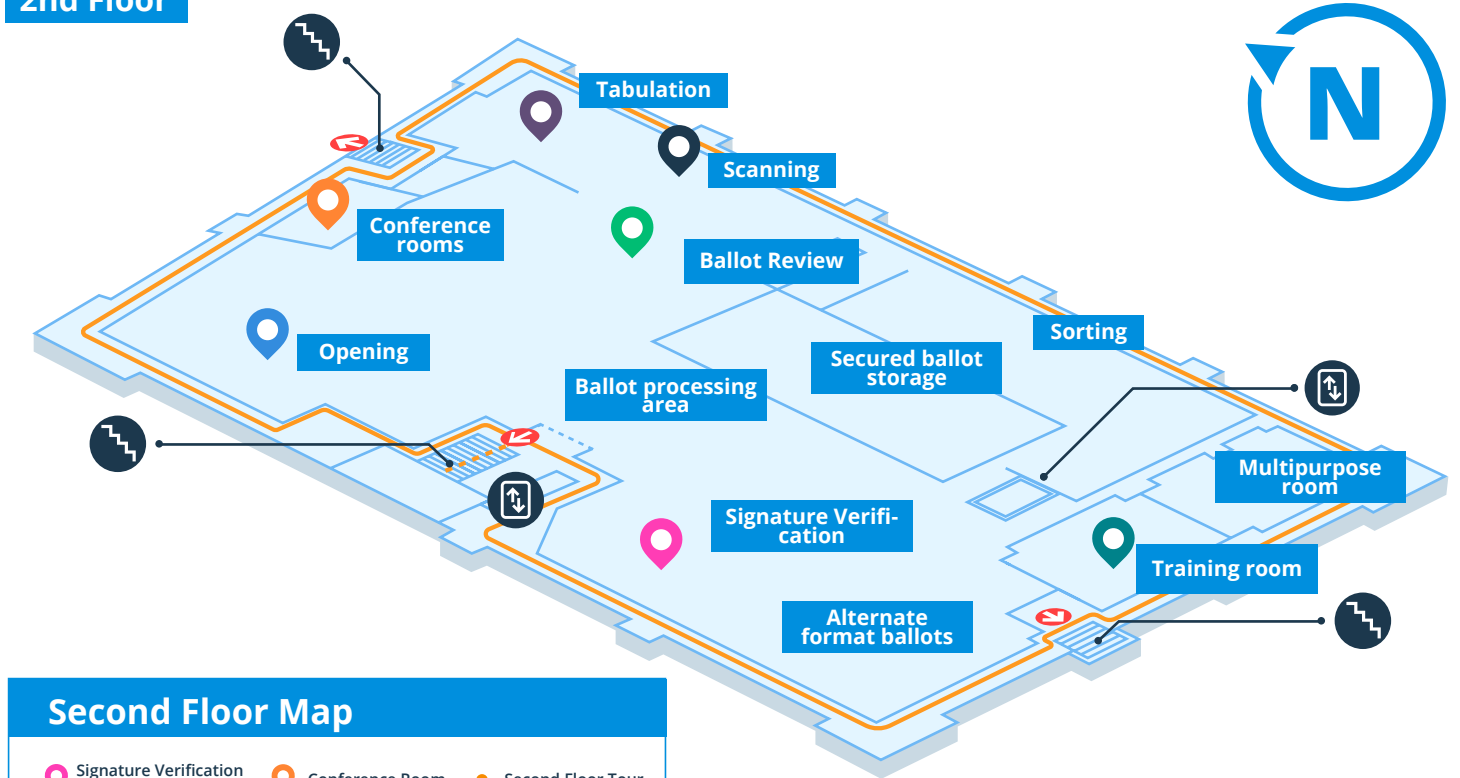 2nd Floor
N
Tabulation
Scanning
Conference
rooms
Ballot Review
Sorting
Opening
Secured ballot
storage
Ballot processing
area
Multipurpose
room
Signature Verifi-
cation
Training room
Alternate
format ballots
Second Floor Map
Signature Verification
Conference Room
Second Floor Tour